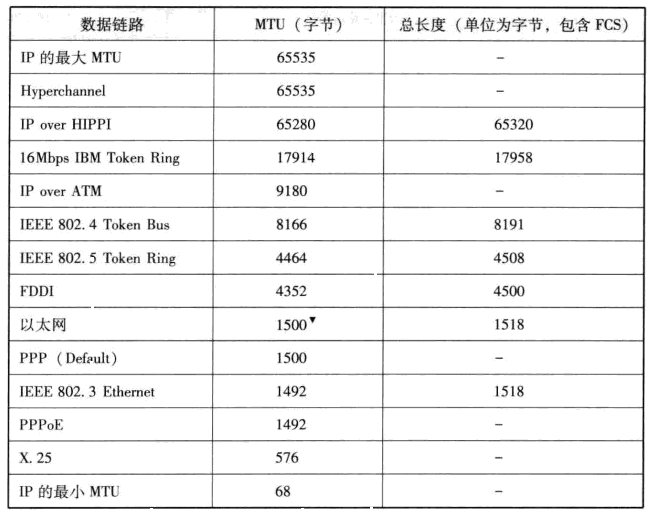 数据链路 MTU（字节） 总长度（单位为字节，包含 FCS）
IP 的最大 MTU 65535 –
Hyperchannel 65535 –
IP over HIPPI 65280 65320
16Mbps IBM Token Ring 17914 17958
IP over ATM 9180 –
IEEE 802.4 Token Bus 8166 8191
IEEE 802.5 Token Ring 4464 4508
FDDI 4352 4500
以太网 1500▼ 1518
PPP（Default） 1500 –
IEEE 802.3 Ethernet 1492 1518
PPPoE 1492 –
X.25 576 –
IP 的最小 MTU 68 –